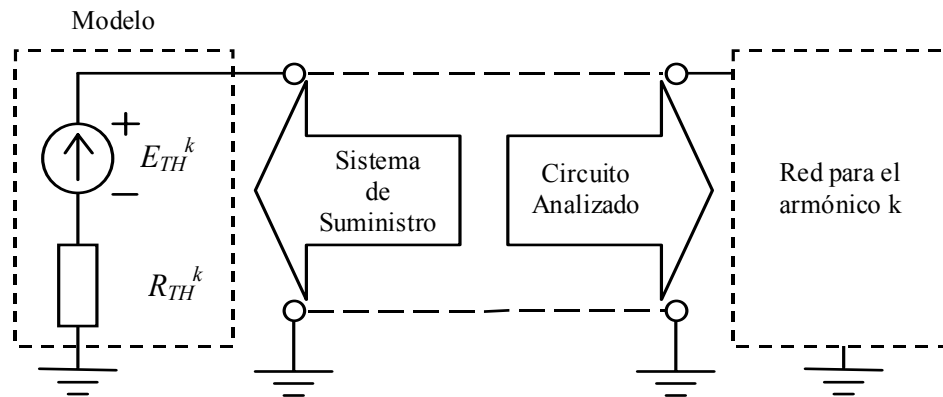 Modelo
+
E_TH^k
−
R_TH^k
Sistema
de
Suministro
Circuito
Analizado
Red para el
armónico k